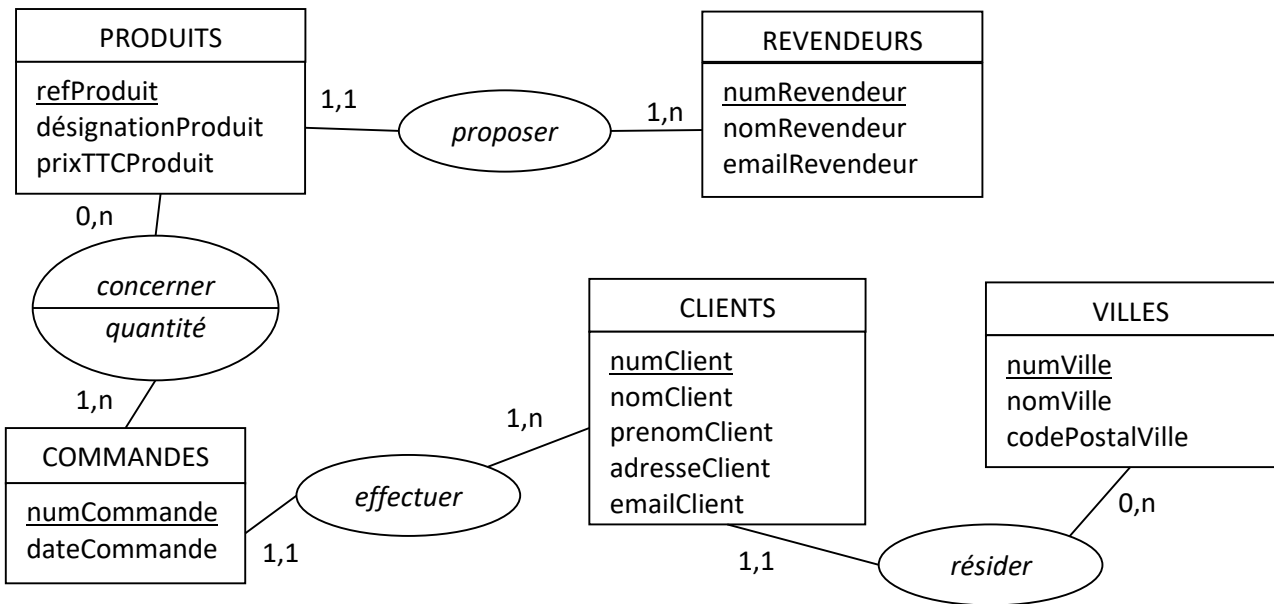 PRODUITS
refProduit
désignationProduit
prixTTCProduit
1,1
proposer
1,n
REVENDEURS
numRevendeur
nomRevendeur
emailRevendeur
0,n
concerner
quantité
1,n
COMMANDES
numCommande
dateCommande
1,1
effectuer
1,n
CLIENTS
numClient
nomClient
prenomClient
adresseClient
emailClient
1,1
résider
0,n
VILLES
numVille
nomVille
codePostalVille